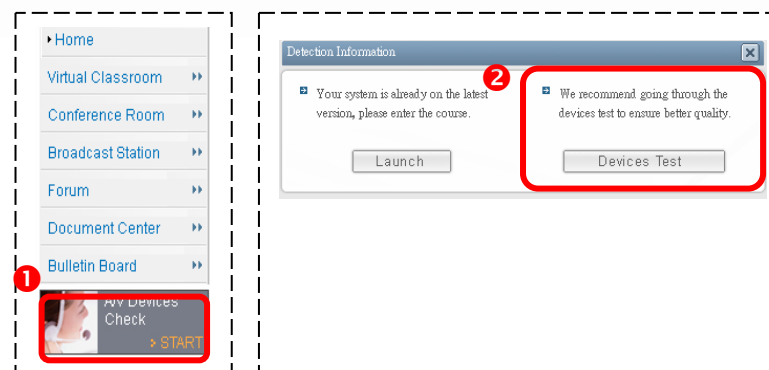 Home
Virtual Classroom
Conference Room
Broadcast Station
Forum
Document Center
Bulletin Board
1
A/V Devices
Check
START
Detection Information
2
Your system is already on the latest
version, please enter the course.
Launch
We recommend going through the
devices test to ensure better quality.
Devices Test